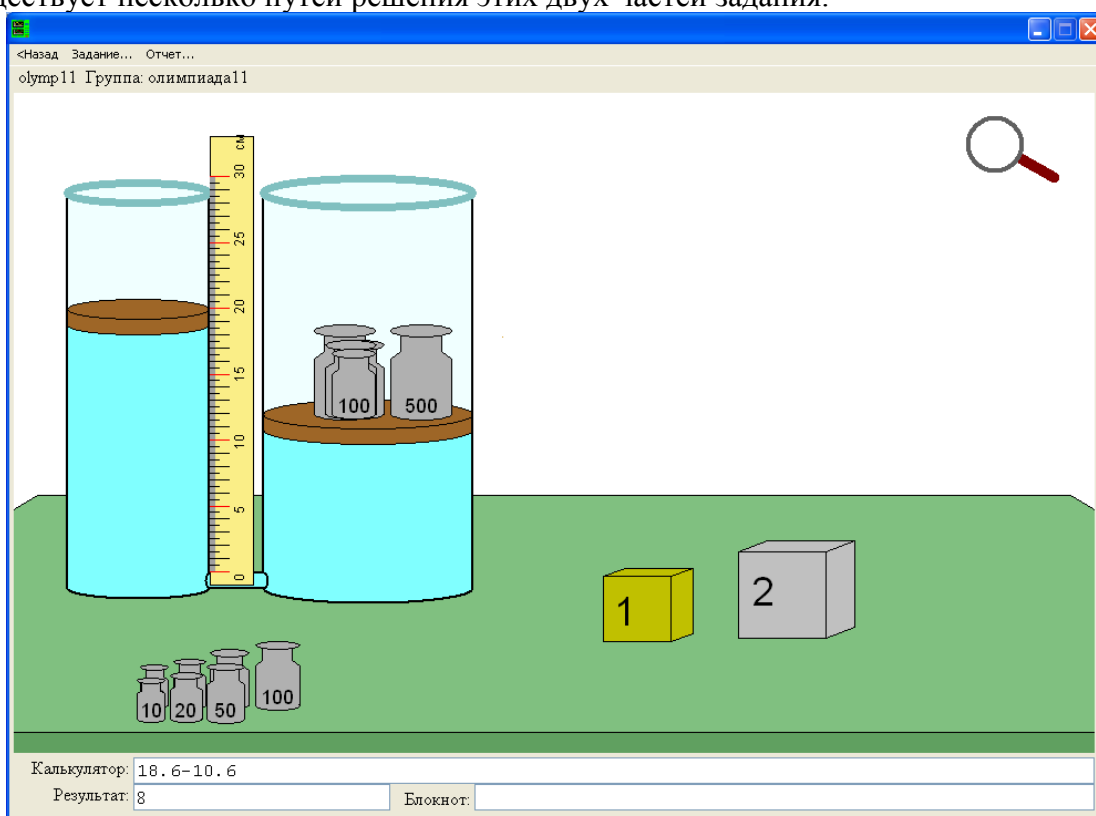 ществует несколько путей решения этих двух частей задания.
<Назад Задание... Отчет...
olymp11 Группа: олимпиада11
см
30
25
20
15
10
5
0
100
500
1
2
10
20
50
100
Калькулятор: 18.6-10.6
Результат: 8
Блокнот: